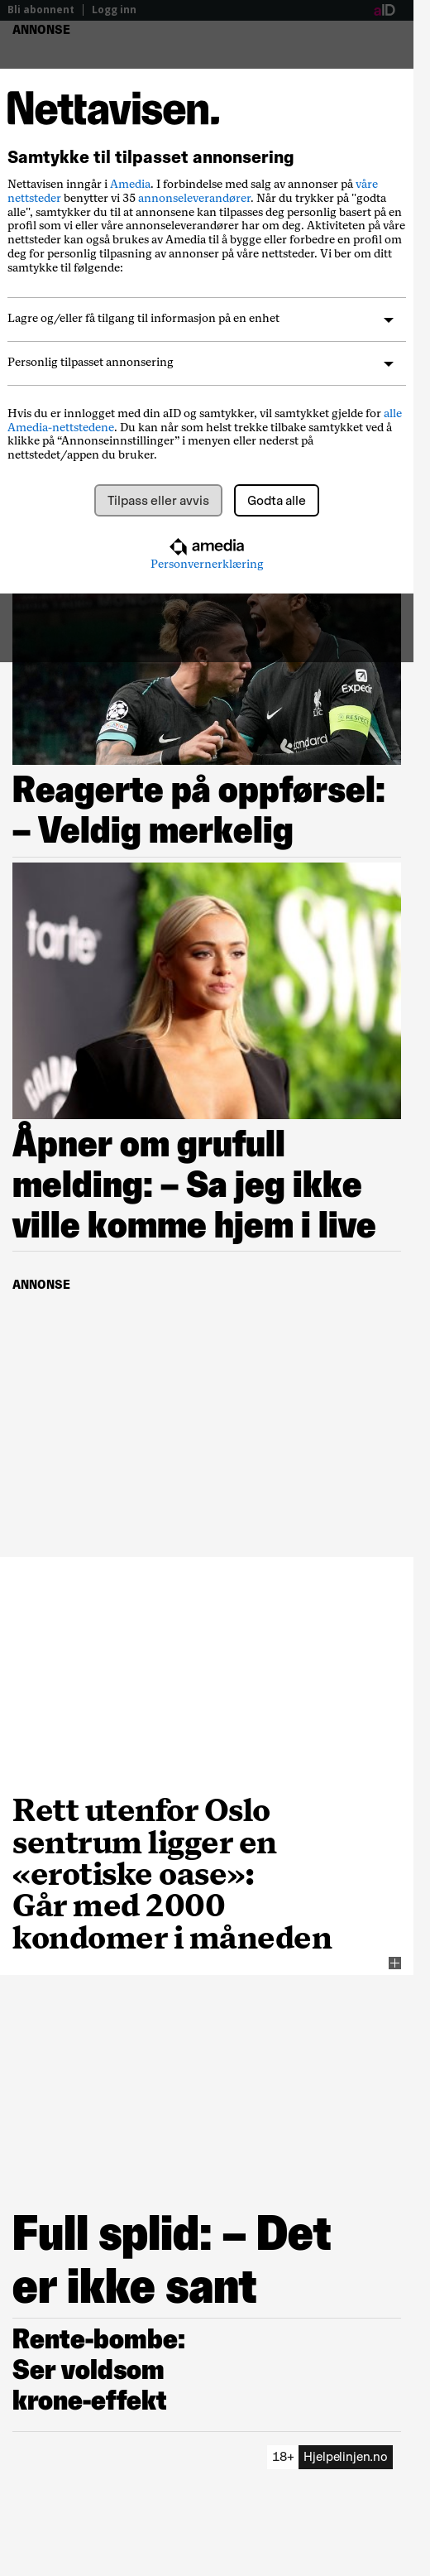 Bli abonnent | Logg inn
aID
ANNONSE
Nettavisen.
Samtykke til tilpasset annonsering
Nettavisen inngår i Amedia. I forbindelse med salg av annonser på våre
nettsteder benytter vi 35 annonseleverandører. Når du trykker på "godta
alle", samtykker du til at annonsene kan tilpasses deg personlig basert på en
profil som vi eller våre annonseleverandører har om deg. Aktiviteten på våre
nettsteder kan også brukes av Amedia til å bygge eller forbedre en profil om
deg for personlig tilpasning av annonser på våre nettsteder. Vi ber om ditt
samtykke til følgende:
Lagre og/eller få tilgang til informasjon på en enhet
Personlig tilpasset annonsering
Hvis du er innlogget med din aID og samtykker, vil samtykket gjelde for alle
Amedia-nettstedene. Du kan når som helst trekke tilbake samtykket ved å
klikke på “Annonseinnstillinger” i menyen eller nederst på
nettstedet/appen du bruker.
Tilpass eller avvis
Godta alle
amedia
Personvernerklæring
Expedia
RESPECT
Standard
Reagerte på oppførsel:
– Veldig merkelig
tarte
Åpner om grufull
melding: – Sa jeg ikke
ville komme hjem i live
ANNONSE
Rett utenfor Oslo
sentrum ligger en
«erotiske oase»:
Går med 2000
kondomer i måneden
Full splid: – Det
er ikke sant
Rente-bombe:
Ser voldsom
krone-effekt
18+ Hjelpelinjen.no